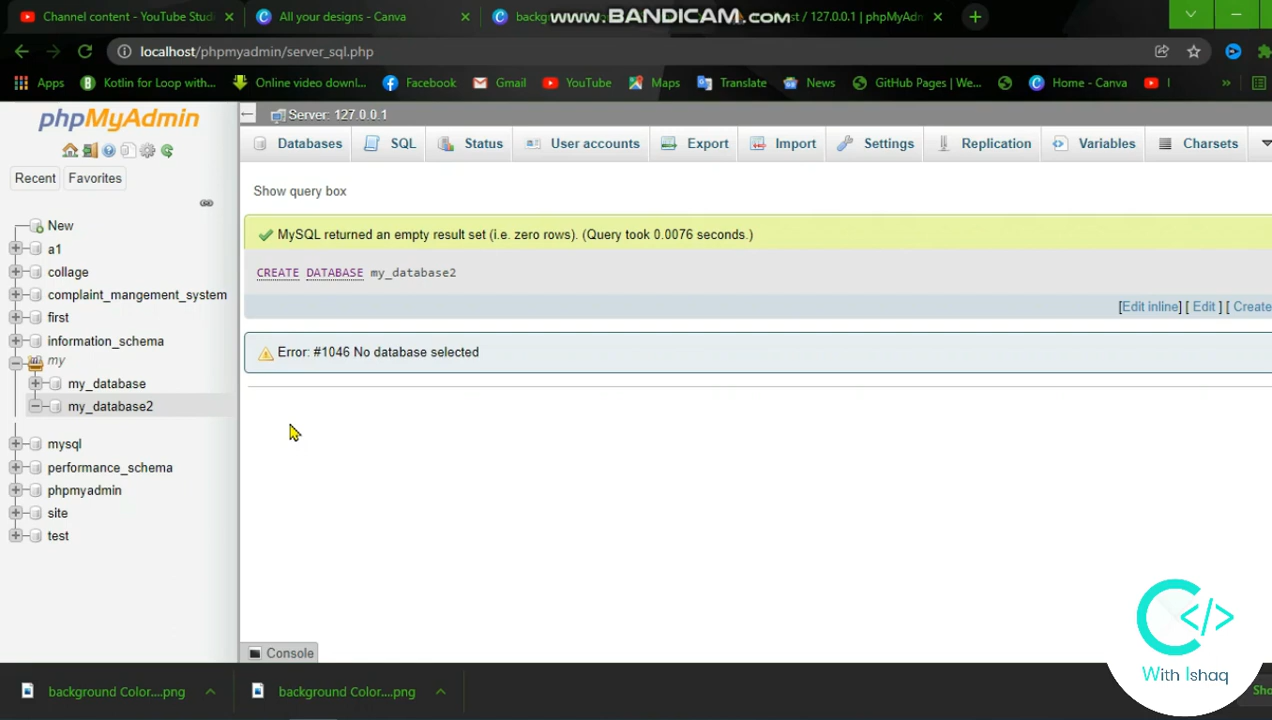 Channel content - YouTube Studi
All your designs - Canva
backg
www.BANDICAM.com
st / 127.0.0.1 | phpMyAdn
localhost/phpmyadmin/server_sql.php
Apps
Kotlin for Loop with...
Online video downl...
Facebook
Gmail
YouTube
Maps
Translate
News
GitHub Pages | We...
Home - Canva
»
phpMyAdmin
Server: 127.0.0.1
Databases
SQL
Status
User accounts
Export
Import
Settings
Replication
Variables
Charsets
Recent
Favorites
Show query box
New
a1
collage
complaint_mangement_system
first
information_schema
my
my_database
my_database2
mysql
performance_schema
phpmyadmin
site
test
MySQL returned an empty result set (i.e. zero rows). (Query took 0.0076 seconds.)
CREATE DATABASE my_database2
[Edit inline] [ Edit ] [ Create
Error: #1046 No database selected
Console
With Ishaq
background Color....png
background Color....png
Sho